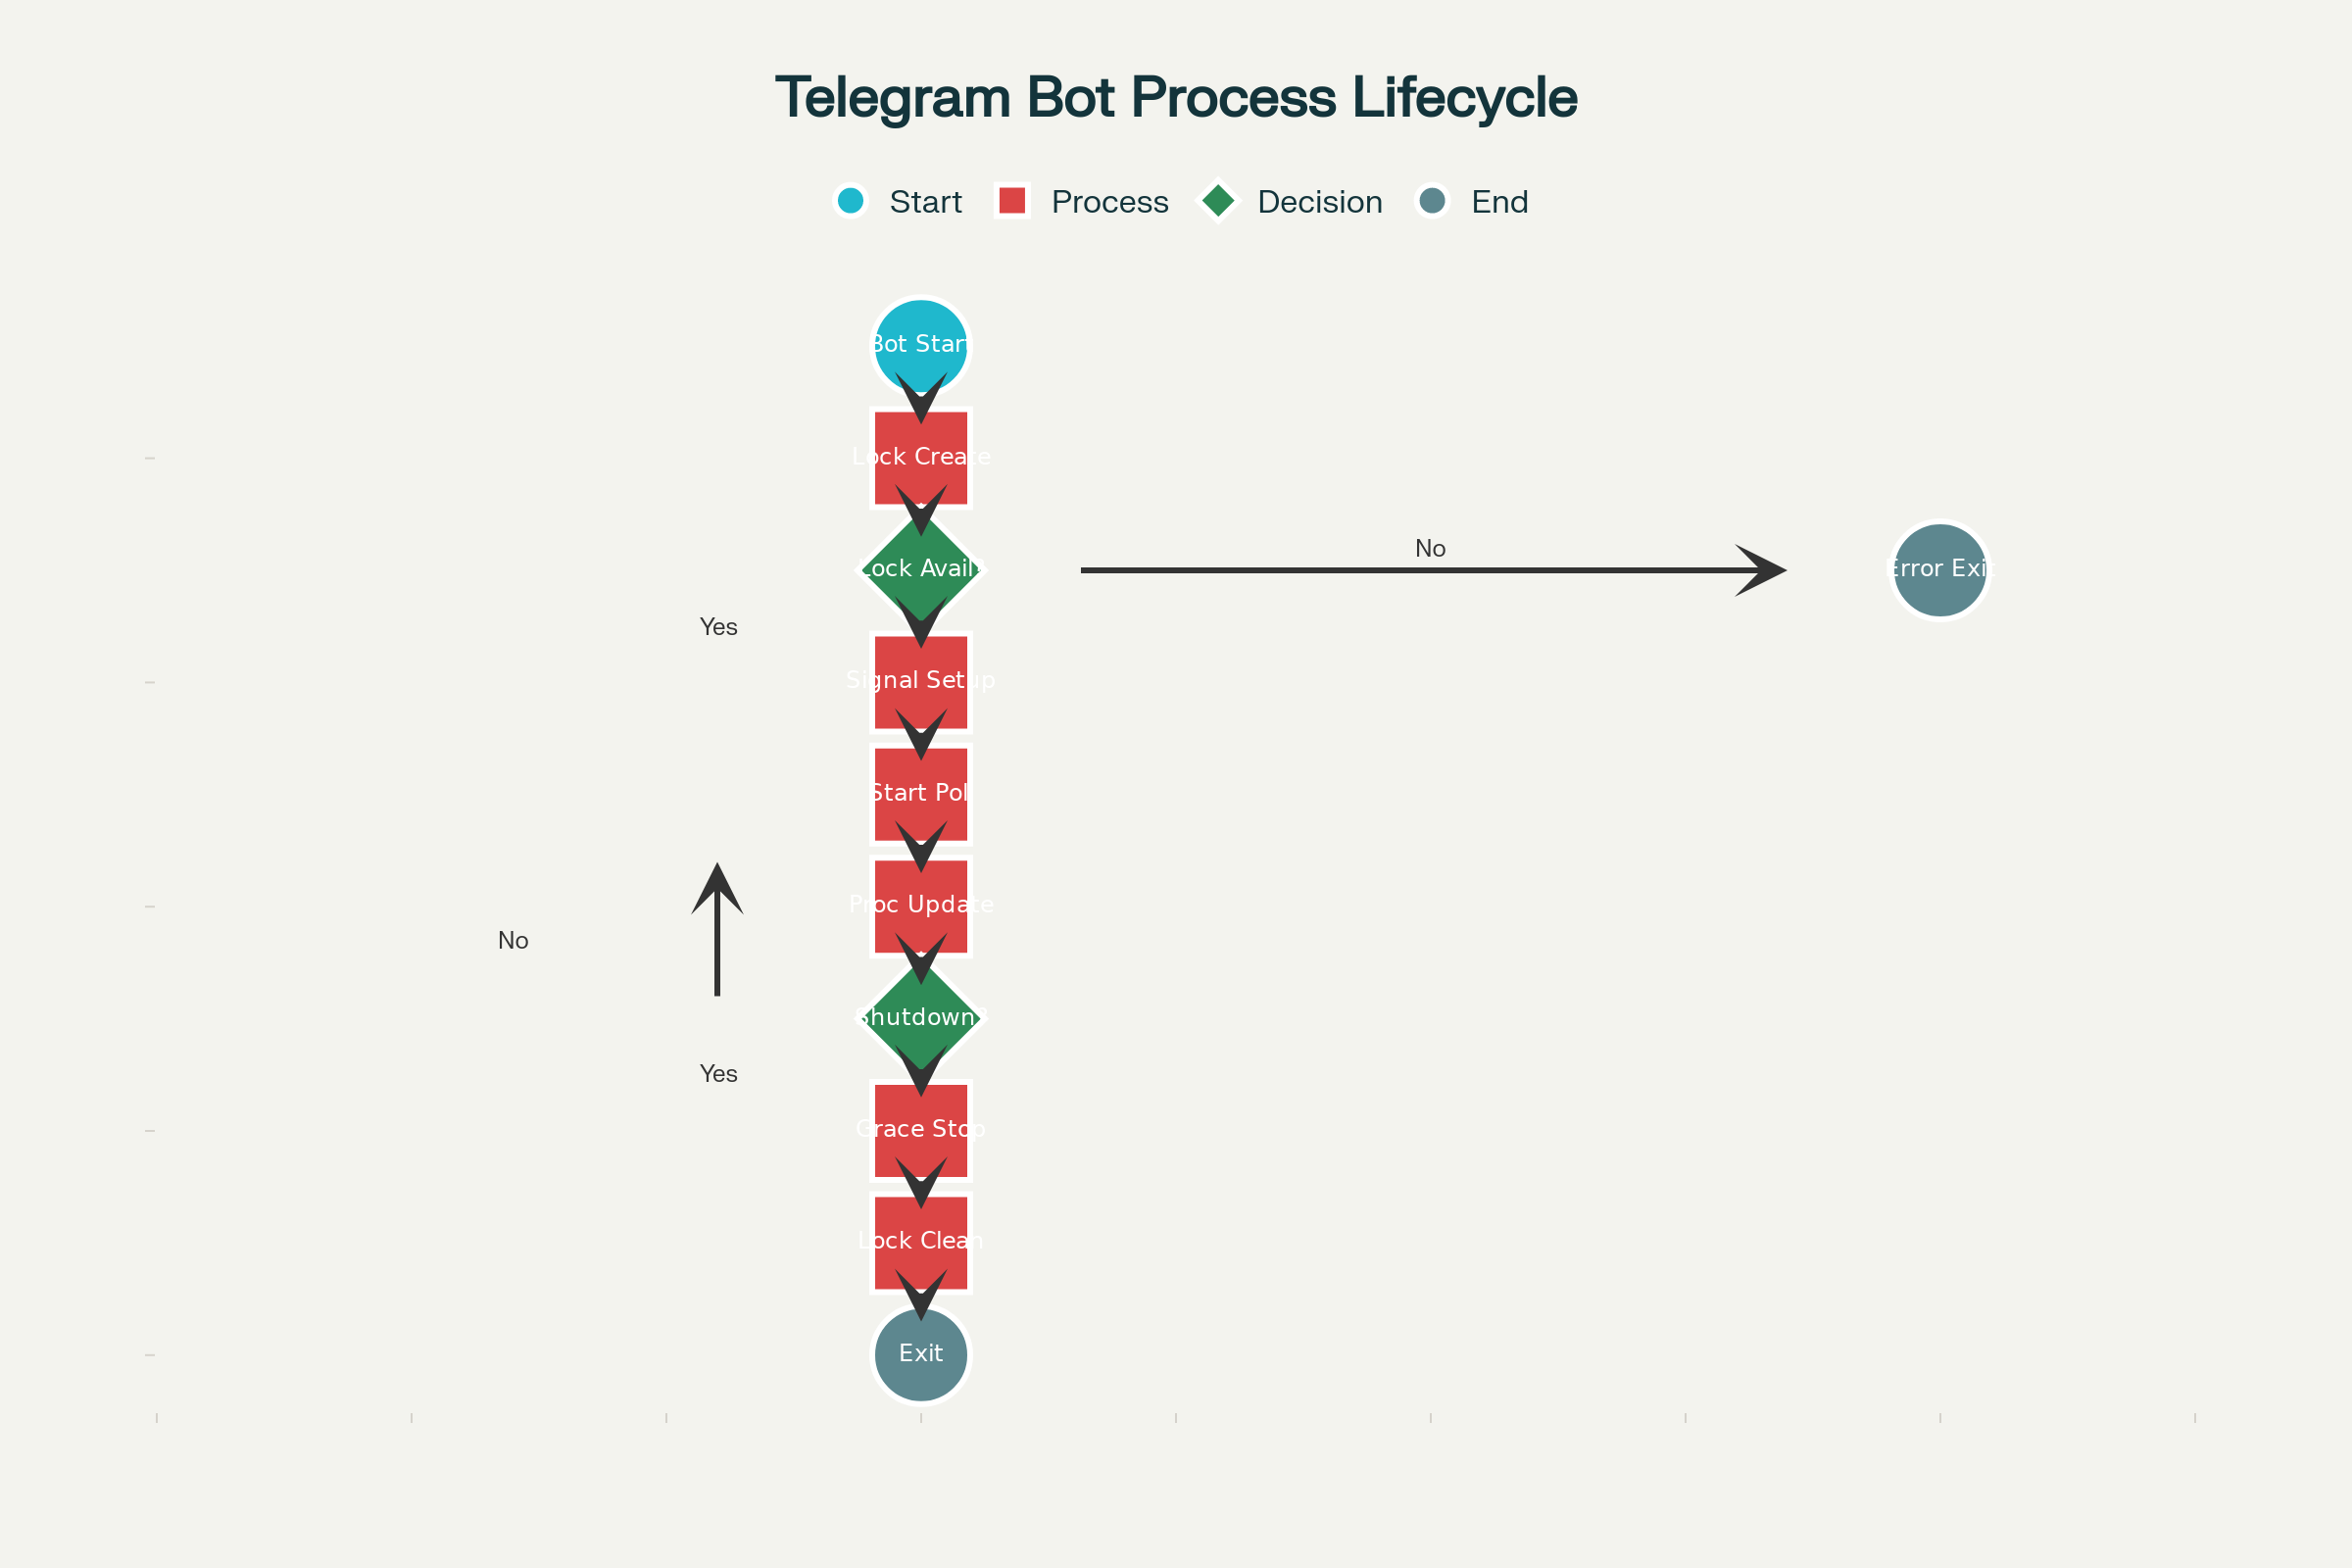 Telegram Bot Process Lifecycle
Start
Process
Decision
End
Bot Start
Lock Create
Lock Avail?
No
Error Exit
Yes
Signal Setup
Start Poll
Proc Update
No
Shutdown?
Yes
Grace Stop
Lock Clean
Exit